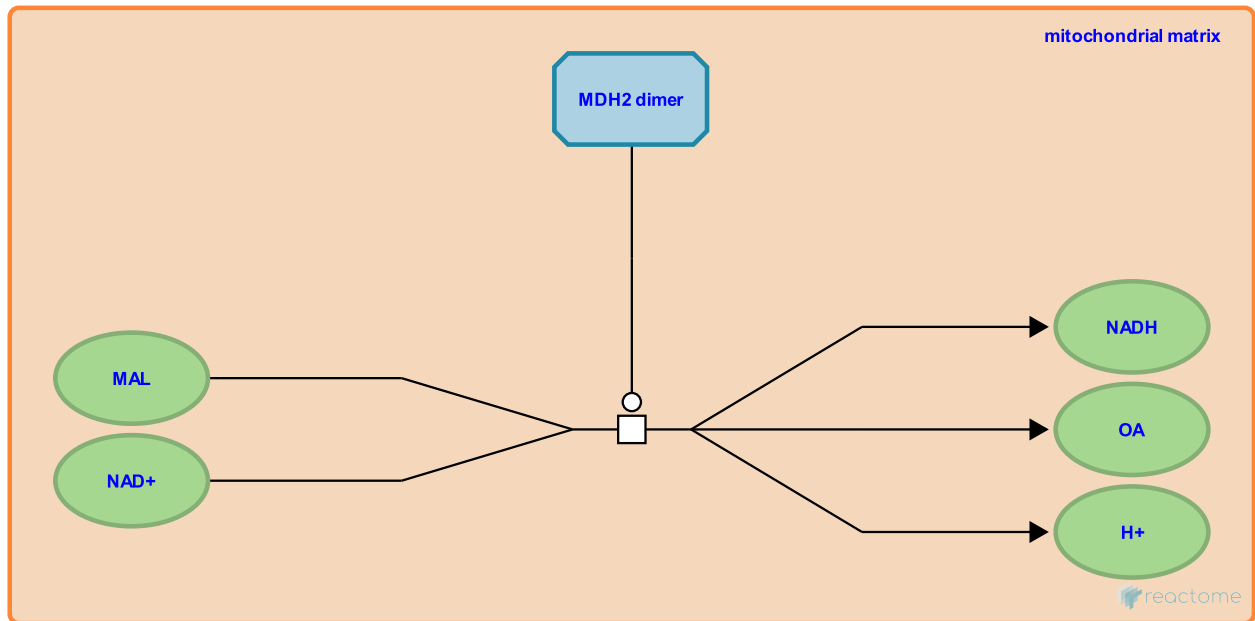 mitochondrial matrix
MDH2 dimer
MAL
NAD+
NADH
OA
H+
reactome